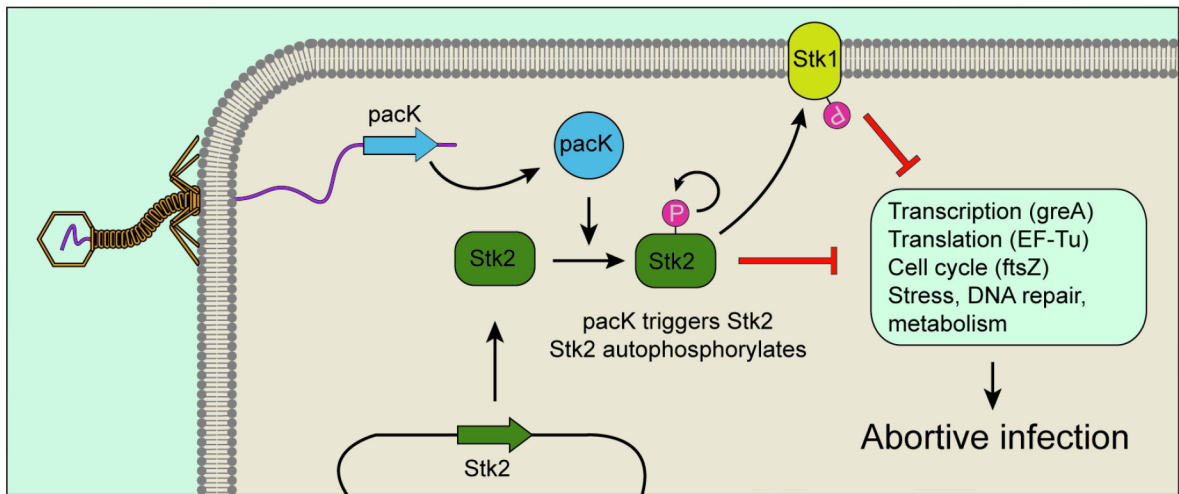 Stk1
P
pacK
pacK
P
Stk2
Stk2
pacK triggers Stk2
Stk2 autophosphorylates
Stk2
Transcription (greA)
Translation (EF-Tu)
Cell cycle (ftsZ)
Stress, DNA repair,
metabolism
Abortive infection